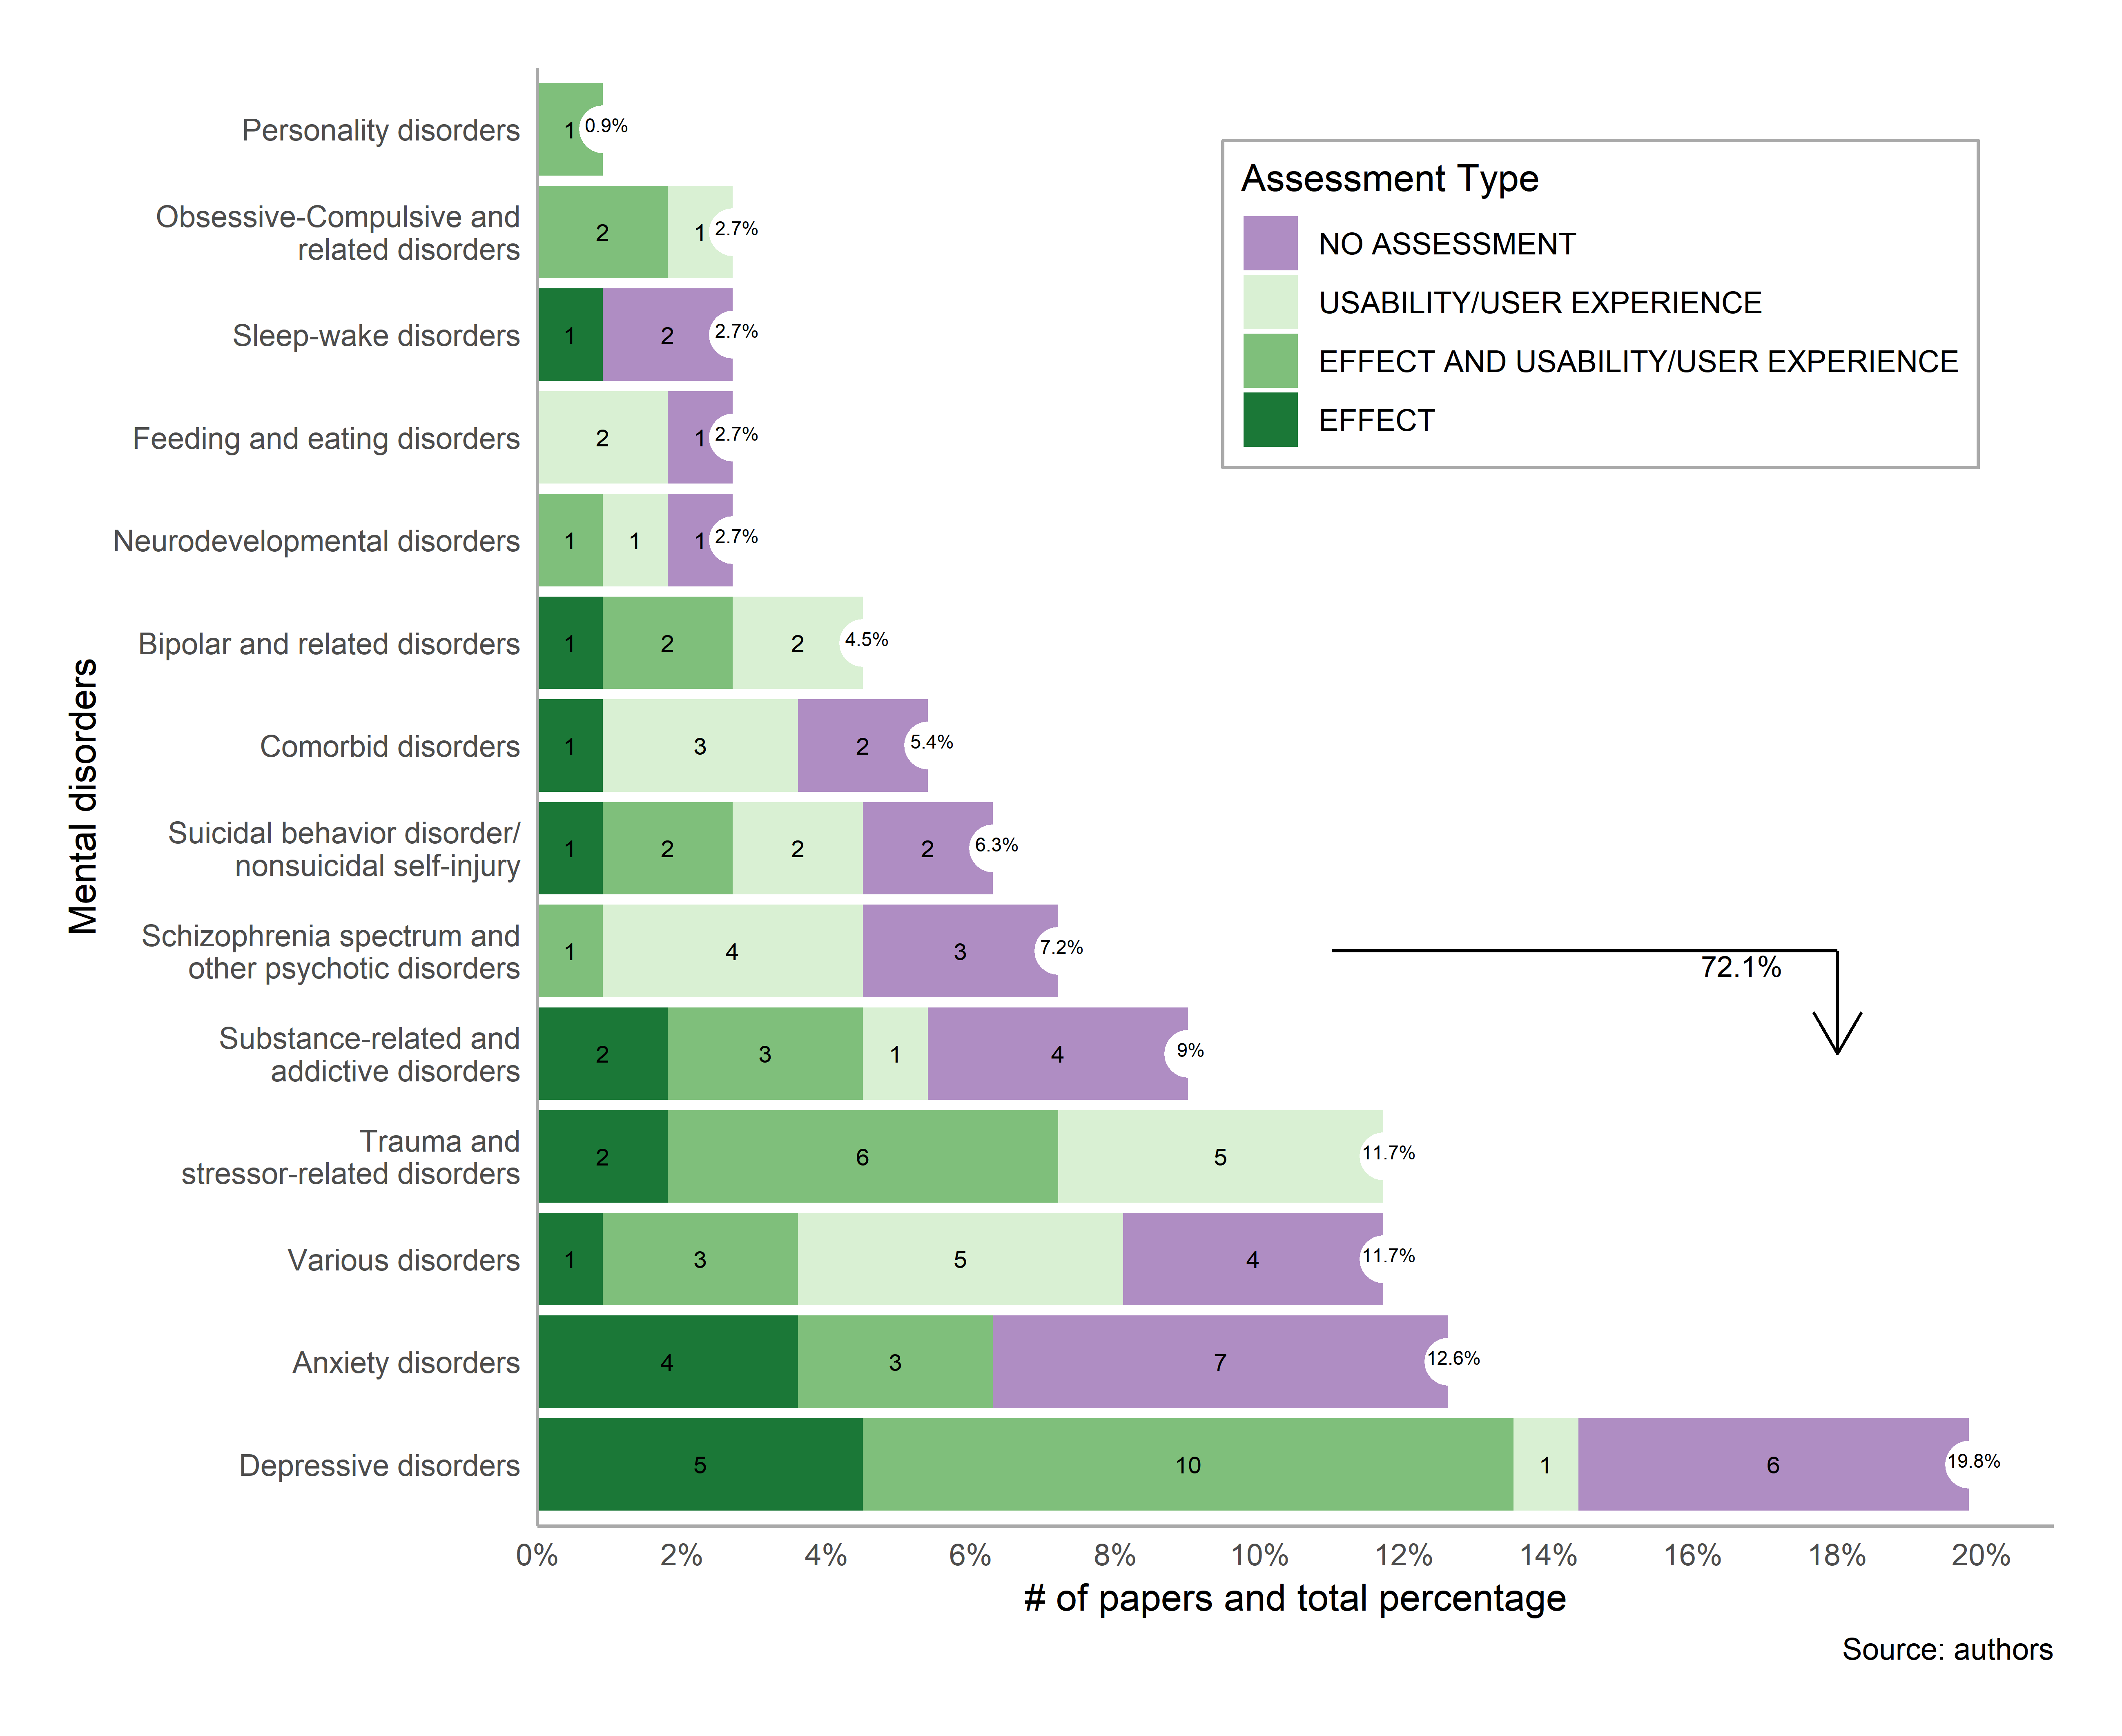 Personality disorders
1
0.9%
Obsessive-Compulsive and
related disorders
2
1
2.7%
Sleep-wake disorders
1
2
2.7%
Feeding and eating disorders
2
1
2.7%
Neurodevelopmental disorders
1
1
1
2.7%
Bipolar and related disorders
1
2
2
4.5%
Comorbid disorders
1
3
2
5.4%
Suicidal behavior disorder/
nonsuicidal self-injury
1
2
2
2
6.3%
Schizophrenia spectrum and
other psychotic disorders
1
4
3
7.2%
Substance-related and
addictive disorders
2
3
1
4
9%
Trauma and
stressor-related disorders
2
6
5
11.7%
Various disorders
1
3
5
4
11.7%
Anxiety disorders
4
3
7
12.6%
Depressive disorders
5
10
1
6
19.8%
Mental disorders
Assessment Type
NO ASSESSMENT
USABILITY/USER EXPERIENCE
EFFECT AND USABILITY/USER EXPERIENCE
EFFECT
72.1%
0% 2% 4% 6% 8% 10% 12% 14% 16% 18% 20%
# of papers and total percentage
Source: authors